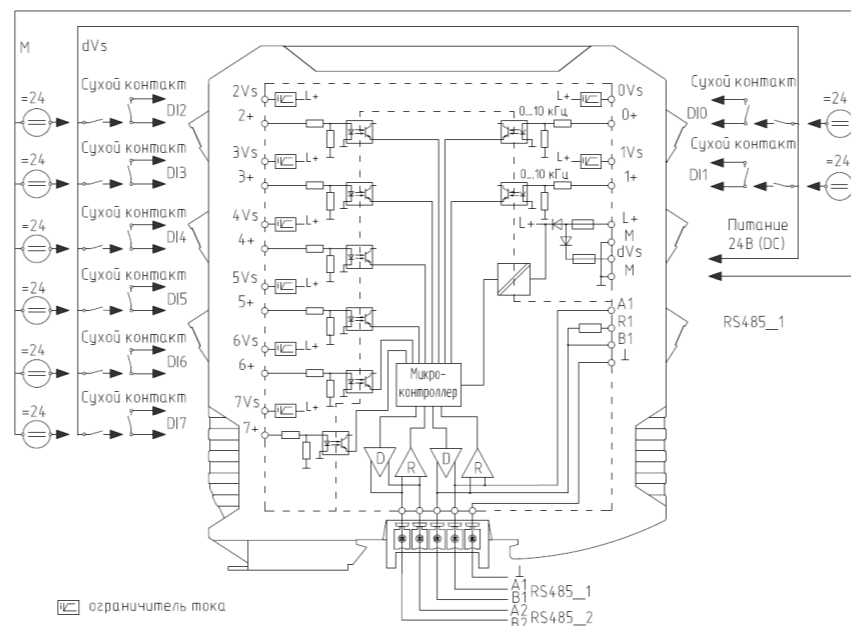 M
dVs
=24
Сухой контакт
DI2
=24
Сухой контакт
DI3
=24
Сухой контакт
DI4
=24
Сухой контакт
DI5
=24
Сухой контакт
DI6
=24
Сухой контакт
DI7
2Vs
L+
2+
3Vs
L+
3+
4Vs
L+
4+
5Vs
L+
5+
6Vs
L+
6+
7Vs
L+
7+
0Vs
L+
0...10 кГц
0+
1Vs
L+
0...10 кГц
1+
L+
L+
M
dVs
M
A1
R1
B1
Микро-
контроллер
D
R
D
R
Сухой контакт
=24
DI0
Сухой контакт
=24
DI1
Питание
24В (DC)
RS485_1
A1
B1
RS485_1
A2
B2
RS485_2
ограничитель тока